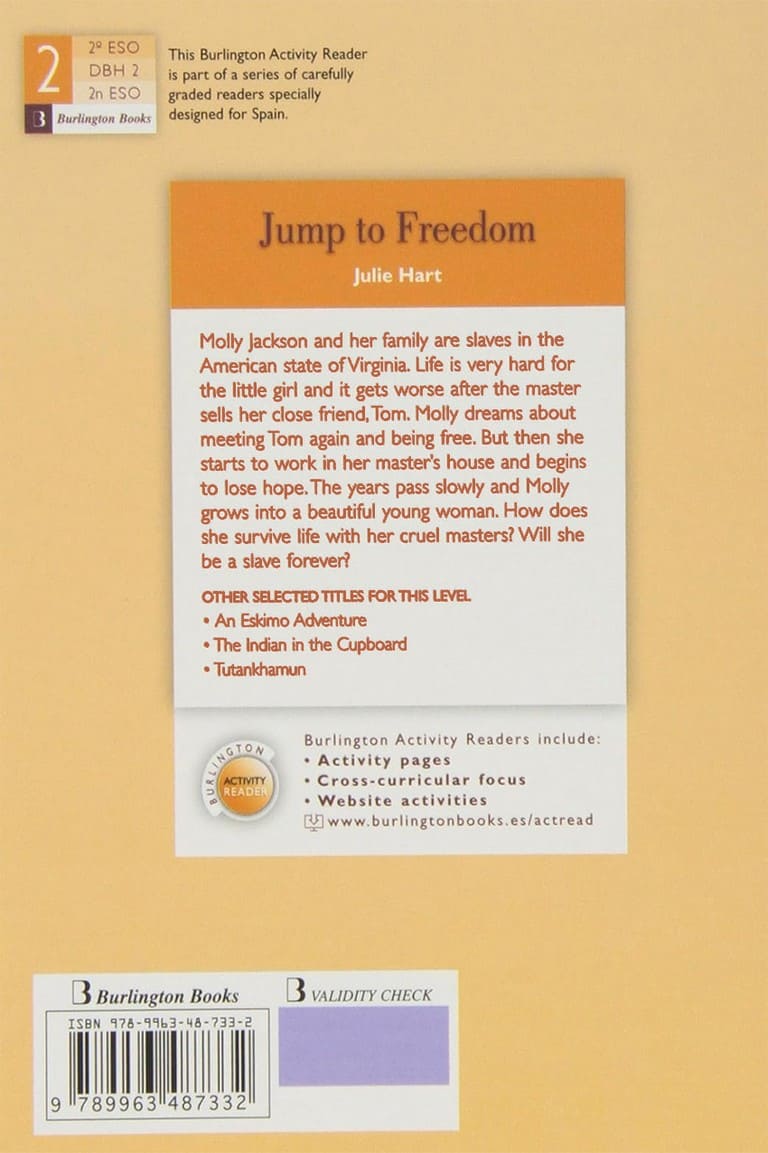 2
2º ESO
DBH 2
2n ESO
B Burlington Books
This Burlington Activity Reader
is part of a series of carefully
graded readers specially
designed for Spain.
Jump to Freedom
Julie Hart
Molly Jackson and her family are slaves in the
American state of Virginia. Life is very hard for
the little girl and it gets worse after the master
sells her close friend, Tom. Molly dreams about
meeting Tom again and being free. But then she
starts to work in her master's house and begins
to lose hope. The years pass slowly and Molly
grows into a beautiful young woman. How does
she survive life with her cruel masters? Will she
be a slave forever?
OTHER SELECTED TITLES FOR THIS LEVEL
• An Eskimo Adventure
• The Indian in the Cupboard
• Tutankhamun
BURLINGTON
ACTIVITY
READER
Burlington Activity Readers include:
• Activity pages
• Cross-curricular focus
• Website activities
www.burlingtonbooks.es/actread
B Burlington Books
ISBN 978-9963-48-733-2
9 789963 487332
B VALIDITY CHECK